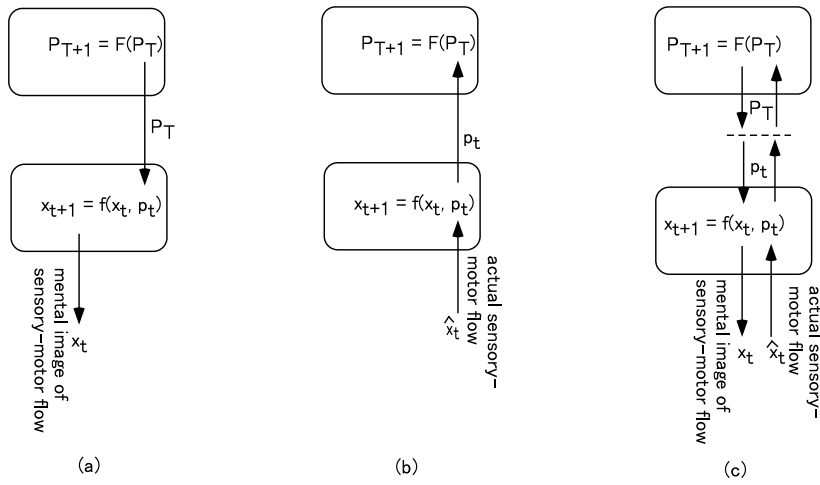 P_{T+1} = F(P_T)
P_T
x_{t+1} = f(x_t, p_t)
mental image of
sensory-motor flow
x_t
(a)
P_{T+1} = F(P_T)
p_t
x_{t+1} = f(x_t, p_t)
actual sensory-
motor flow
x̂_t
(b)
P_{T+1} = F(P_T)
P_T
p_t
x_{t+1} = f(x_t, p_t)
mental image of
sensory-motor flow
x_t
x̂_t
actual sensory-
motor flow
(c)